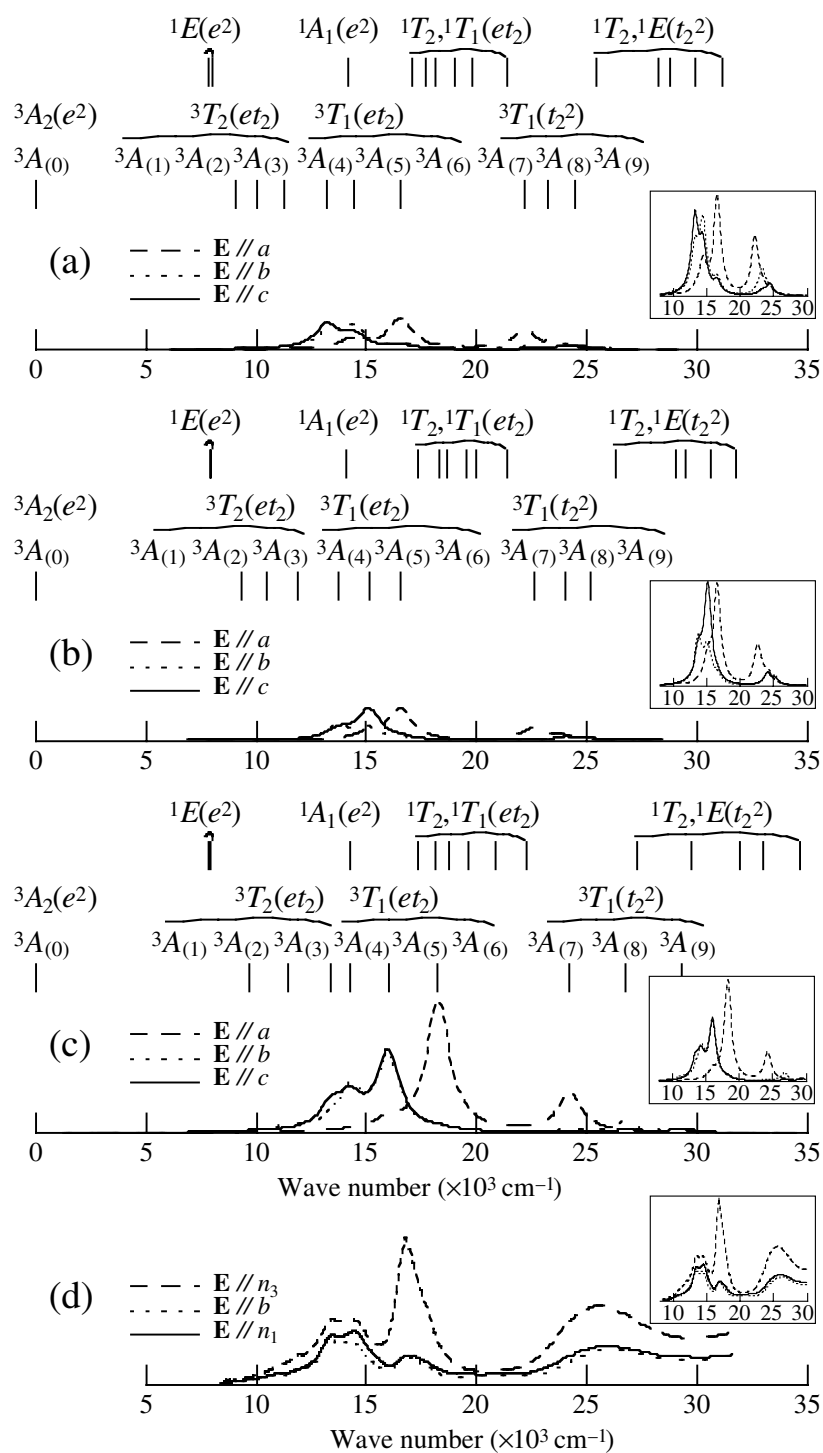 ¹E(e²) ¹A₁(e²) ¹T₂,¹T₁(et₂) ¹T₂,¹E(t₂²)
³A₂(e²) ³T₂(et₂) ³T₁(et₂) ³T₁(t₂²)
³A₍₀₎ ³A₍₁₎ ³A₍₂₎ ³A₍₃₎ ³A₍₄₎ ³A₍₅₎ ³A₍₆₎ ³A₍₇₎ ³A₍₈₎ ³A₍₉₎
(a)
E // a
E // b
E // c
10 15 20 25 30
0 5 10 15 20 25 30 35
¹E(e²) ¹A₁(e²) ¹T₂,¹T₁(et₂) ¹T₂,¹E(t₂²)
³A₂(e²) ³T₂(et₂) ³T₁(et₂) ³T₁(t₂²)
³A₍₀₎ ³A₍₁₎ ³A₍₂₎ ³A₍₃₎ ³A₍₄₎ ³A₍₅₎ ³A₍₆₎ ³A₍₇₎ ³A₍₈₎ ³A₍₉₎
(b)
E // a
E // b
E // c
10 15 20 25 30
0 5 10 15 20 25 30 35
¹E(e²) ¹A₁(e²) ¹T₂,¹T₁(et₂) ¹T₂,¹E(t₂²)
³A₂(e²) ³T₂(et₂) ³T₁(et₂) ³T₁(t₂²)
³A₍₀₎ ³A₍₁₎ ³A₍₂₎ ³A₍₃₎ ³A₍₄₎ ³A₍₅₎ ³A₍₆₎ ³A₍₇₎ ³A₍₈₎ ³A₍₉₎
(c)
E // a
E // b
E // c
10 15 20 25 30
0 5 10 15 20 25 30 35
Wave number (×10³ cm⁻¹)
(d)
E // n₃
E // b
E // n₁
10 15 20 25 30
5 10 15 20 25 30 35
Wave number (×10³ cm⁻¹)